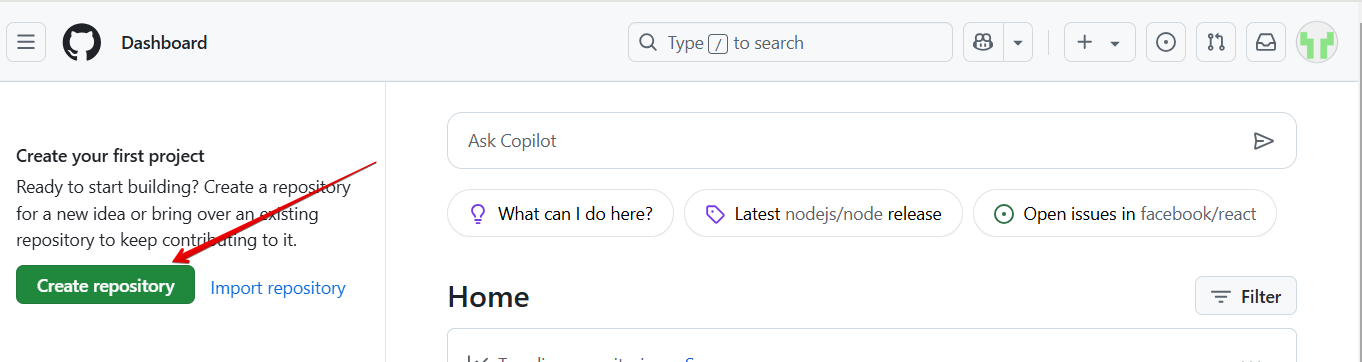 Dashboard
Type / to search
Create your first project
Ready to start building? Create a repository
for a new idea or bring over an existing
repository to keep contributing to it.
Create repository
Import repository
Ask Copilot
What can I do here?
Latest nodejs/node release
Open issues in facebook/react
Home
Filter